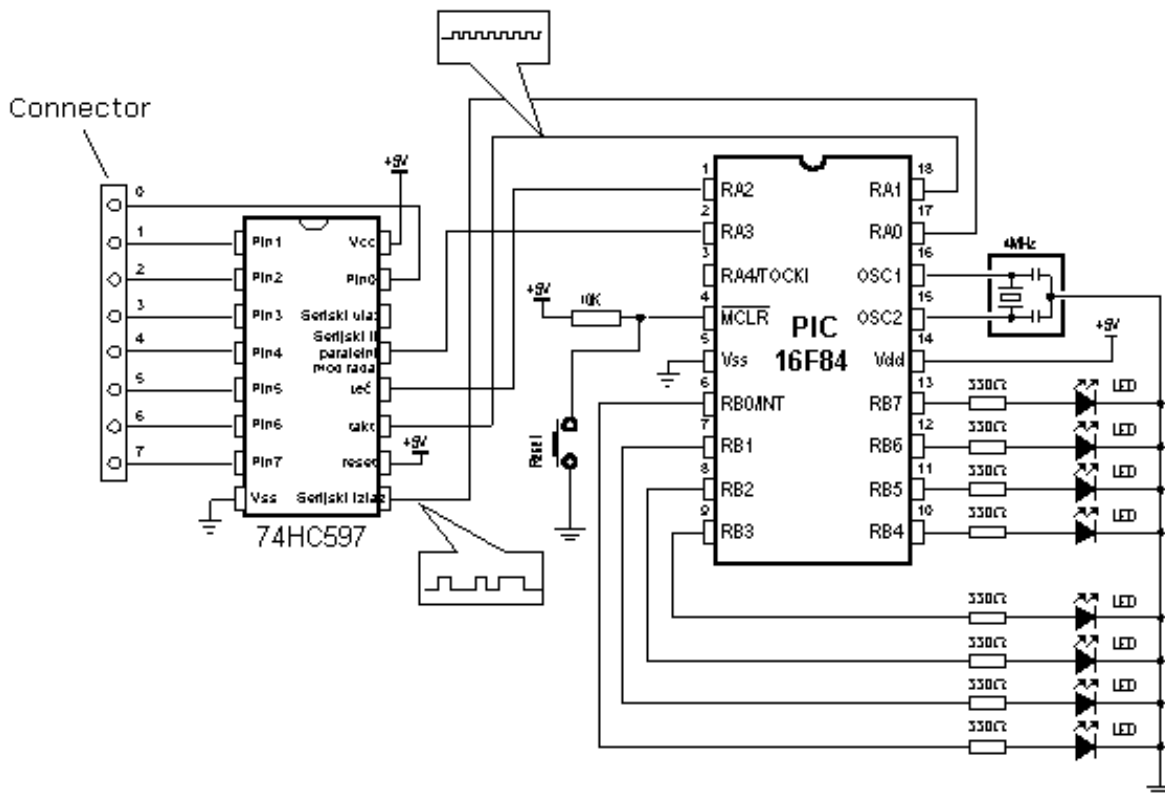 Connector
0
1
2
3
4
5
6
7
+5V
Pin1
Pin2
Pin3
Pin4
Pin5
Pin6
Pin7
Vss
Vcc
Pin0
Serijski ili
paralelni
mod rada
leč
takt
reset
Serijski izlaz
+5V
74HC597
+5V
10K
Reset
1
2
3
4
5
6
7
8
9
RA2
RA3
RA4/TOCKI
MCLR
Vss
RB0/INT
RB1
RB2
RB3
PIC
16F84
18
17
16
15
14
13
12
11
10
RA1
RA0
OSC1
OSC2
Vdd
RB7
RB6
RB5
RB4
4MHz
+5V
330Ω LED
330Ω LED
330Ω LED
330Ω LED
330Ω LED
330Ω LED
330Ω LED
330Ω LED